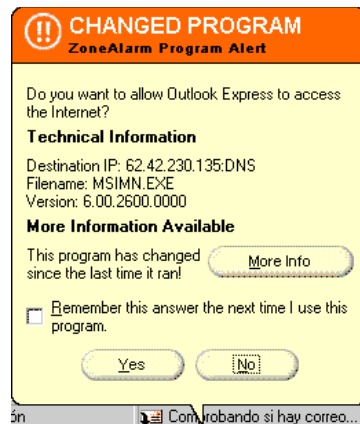 CHANGED PROGRAM
ZoneAlarm Program Alert
Do you want to allow Outlook Express to access
the Internet?
Technical Information
Destination IP: 62.42.230.135:DNS
Filename: MSIMN.EXE
Version: 6.00.2600.0000
More Information Available
This program has changed
since the last time it ran!
More Info
Remember this answer the next time I use this
program.
Yes
No
ón
Comprobando si hay correo...